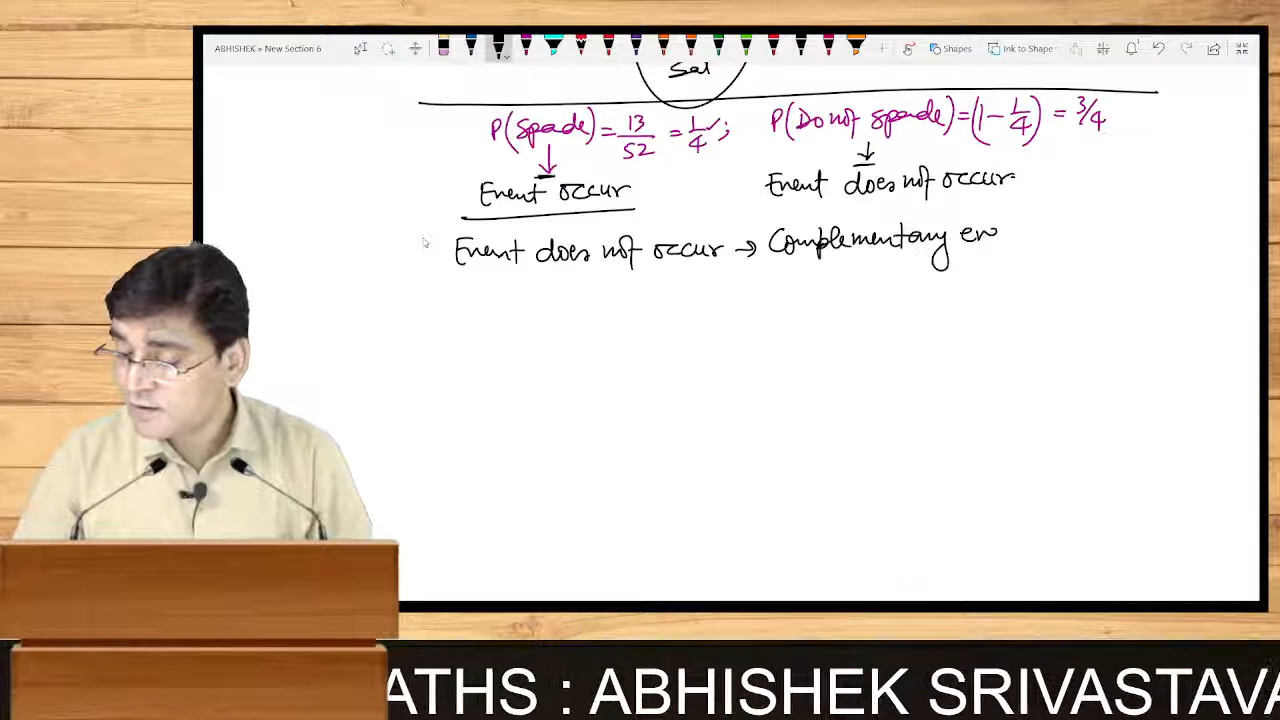 ABHISHEK » New Section 6
Shapes
Ink to Shape
Set
P(Spade) = 13/52 = 1/4 ✓; P(Do not spade) = (1 - 1/4) = 3/4
↓ ↓
Event occur Event does not occur
Event does not occur → Complementary ev
ATHS : ABHISHEK SRIVASTAVA